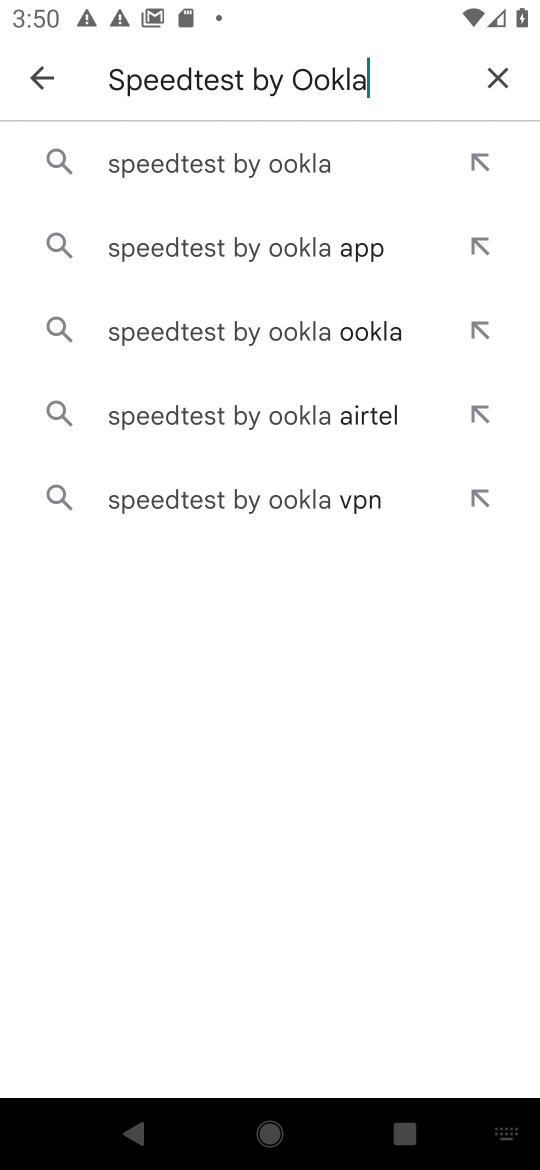 3:50
Speedtest by Ookla
speedtest by ookla
speedtest by ookla app
speedtest by ookla ookla
speedtest by ookla airtel
speedtest by ookla vpn